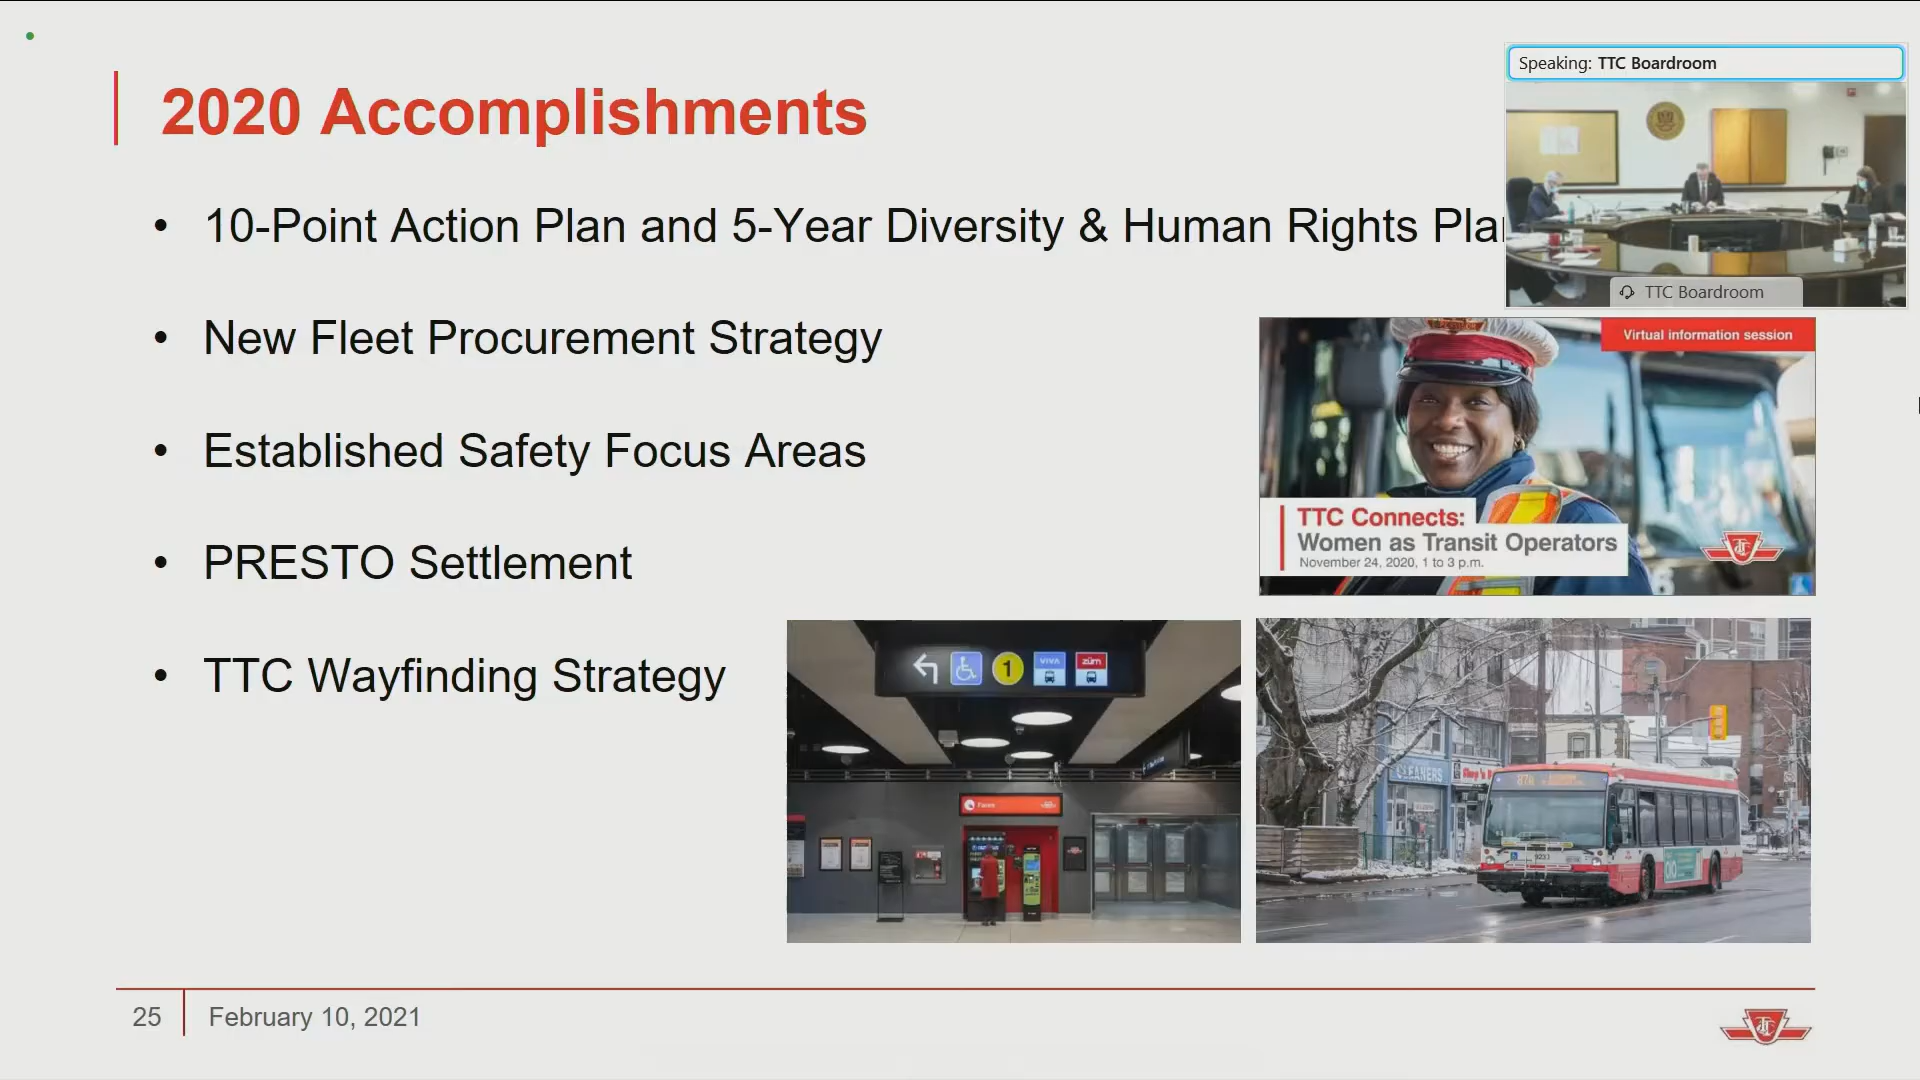 2020 Accomplishments
Speaking: TTC Boardroom
TTC Boardroom
• 10-Point Action Plan and 5-Year Diversity & Human Rights
• New Fleet Procurement Strategy
• Established Safety Focus Areas
• PRESTO Settlement
• TTC Wayfinding Strategy
Virtual information session
TTC Connects:
Women as Transit Operators
November 24, 2020, 1 to 3 p.m.
1 VIVA züm
Fares
CLEANERS
25 February 10, 2021